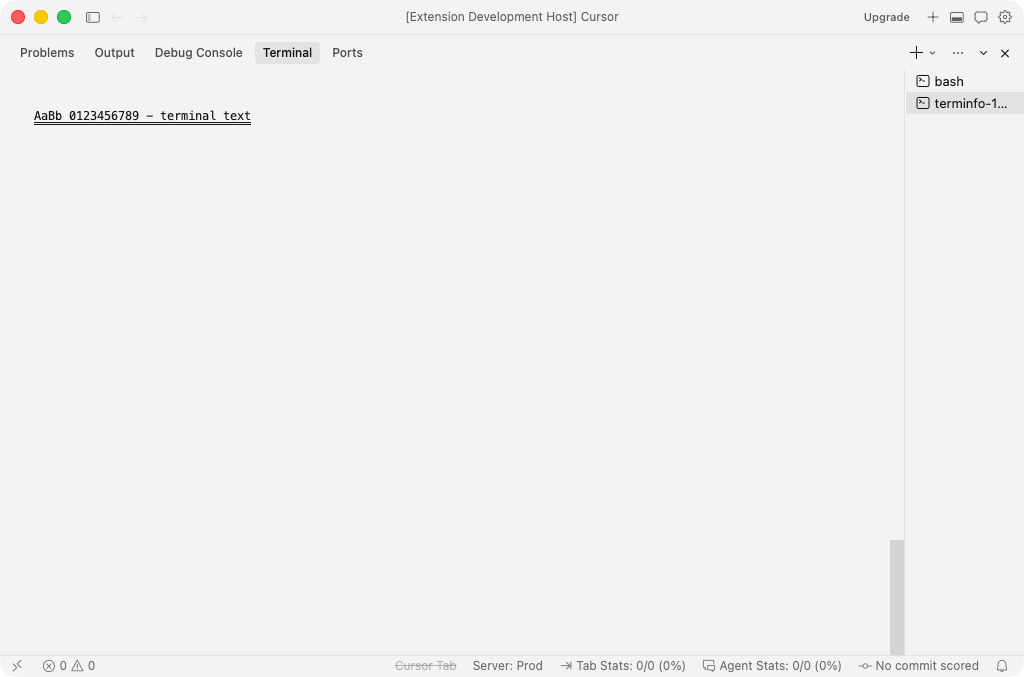 [Extension Development Host] Cursor
Upgrade
Problems Output Debug Console Terminal Ports
bash
terminfo-1...
AaBb 0123456789 — terminal text
0 0 Cursor Tab Server: Prod Tab Stats: 0/0 (0%) Agent Stats: 0/0 (0%) No commit scored